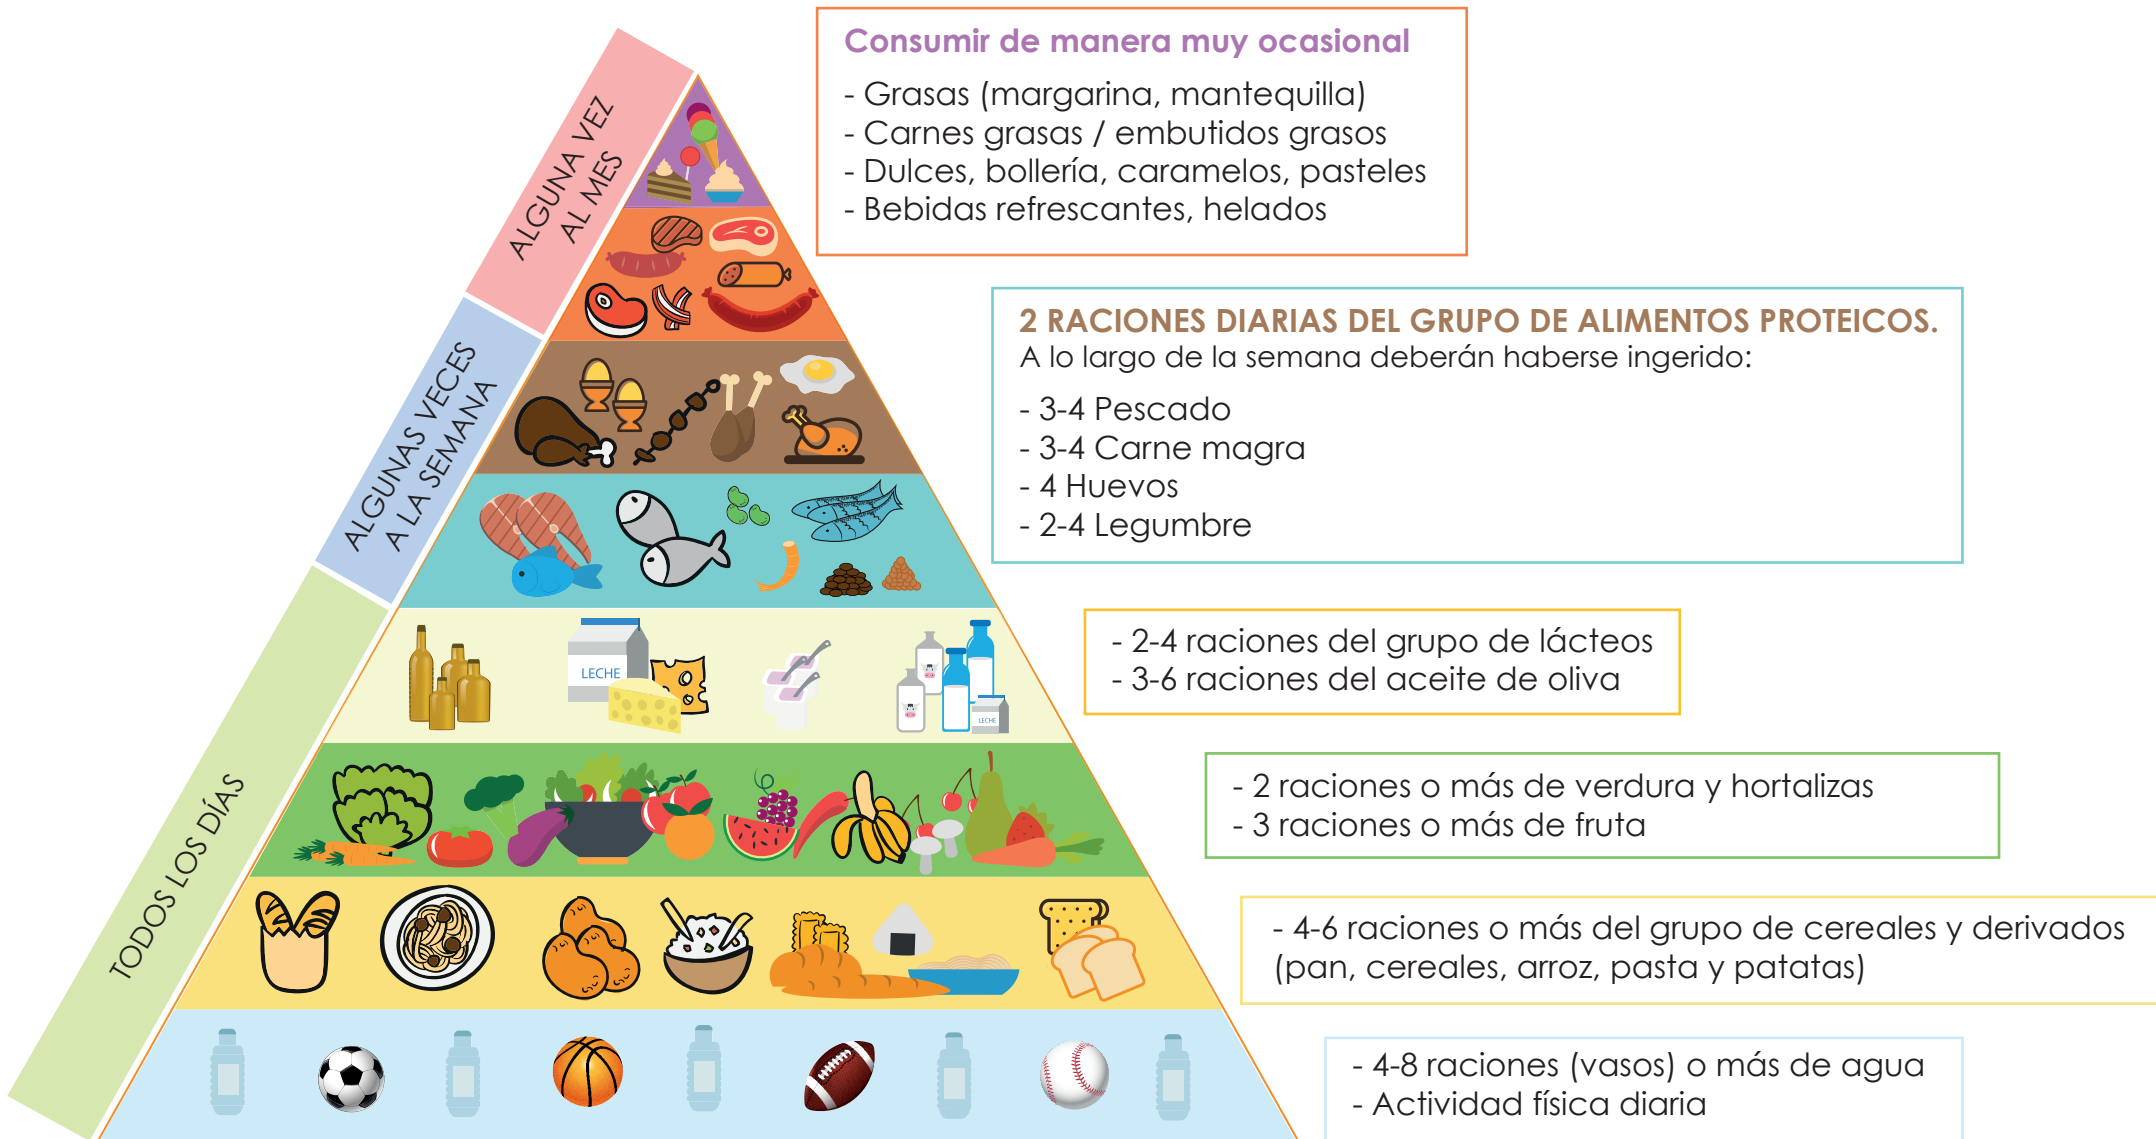 ALGUNA VEZ
AL MES
Consumir de manera muy ocasional
- Grasas (margarina, mantequilla)
- Carnes grasas / embutidos grasos
- Dulces, bollería, caramelos, pasteles
- Bebidas refrescantes, helados
ALGUNAS VECES
A LA SEMANA
2 RACIONES DIARIAS DEL GRUPO DE ALIMENTOS PROTEICOS.
A lo largo de la semana deberán haberse ingerido:
- 3-4 Pescado
- 3-4 Carne magra
- 4 Huevos
- 2-4 Legumbre
TODOS LOS DÍAS
LECHE
LECHE
- 2-4 raciones del grupo de lácteos
- 3-6 raciones del aceite de oliva
- 2 raciones o más de verdura y hortalizas
- 3 raciones o más de fruta
- 4-6 raciones o más del grupo de cereales y derivados
(pan, cereales, arroz, pasta y patatas)
- 4-8 raciones (vasos) o más de agua
- Actividad física diaria